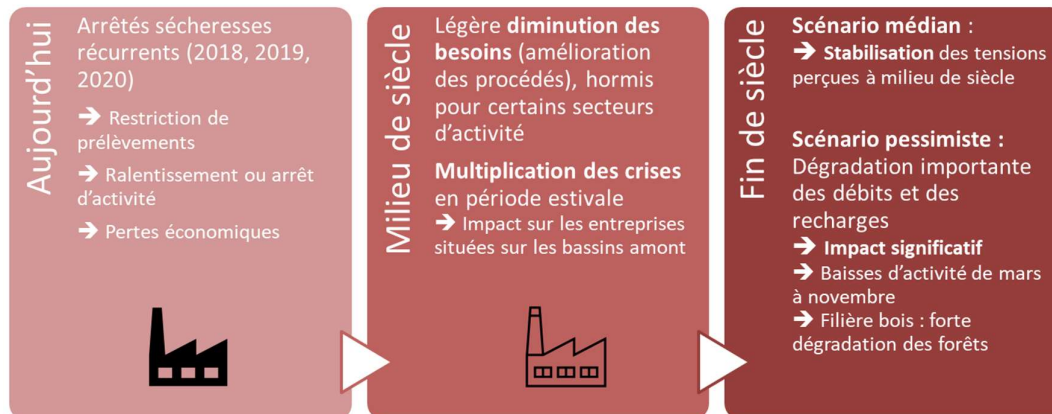 Aujourd'hui
Arrêtés sécheresses
récurrents (2018, 2019,
2020)
➔ Restriction de
prélèvements
➔ Ralentissement ou arrêt
d'activité
➔ Pertes économiques
Milieu de siècle
Légère diminution des
besoins (amélioration
des procédés), hormis
pour certains secteurs
d'activité
Multiplication des crises
en période estivale
➔ Impact sur les entreprises
situées sur les bassins amont
Fin de siècle
Scénario médian :
➔ Stabilisation des tensions
perçues à milieu de siècle
Scénario pessimiste :
Dégradation importante
des débits et des
recharges
➔ Impact significatif
➔ Baisses d'activité de mars
à novembre
➔ Filière bois : forte
dégradation des forêts